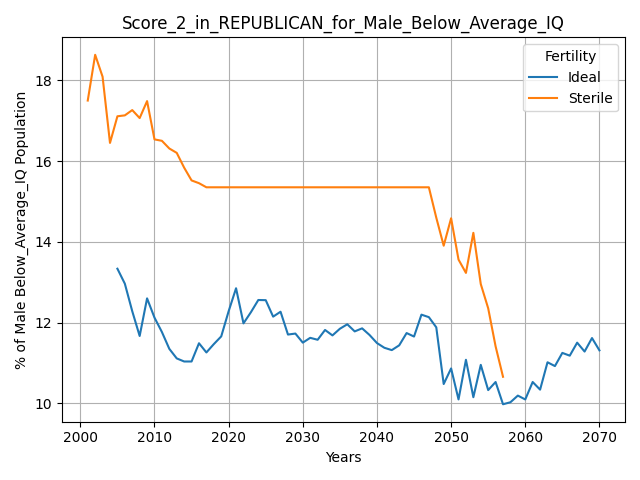 Score_2_in_REPUBLICAN_for_Male_Below_Average_IQ
% of Male Below_Average_IQ Population
18
16
14
12
10
Fertility
Ideal
Sterile
2000 2010 2020 2030 2040 2050 2060 2070
Years